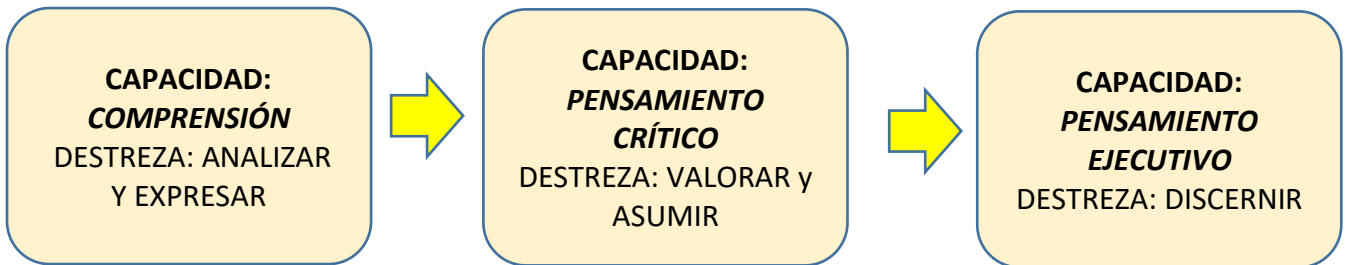 CAPACIDAD:
COMPRENSIÓN
DESTREZA: ANALIZAR
Y EXPRESAR
CAPACIDAD:
PENSAMIENTO
CRÍTICO
DESTREZA: VALORAR y
ASUMIR
CAPACIDAD:
PENSAMIENTO
EJECUTIVO
DESTREZA: DISCERNIR